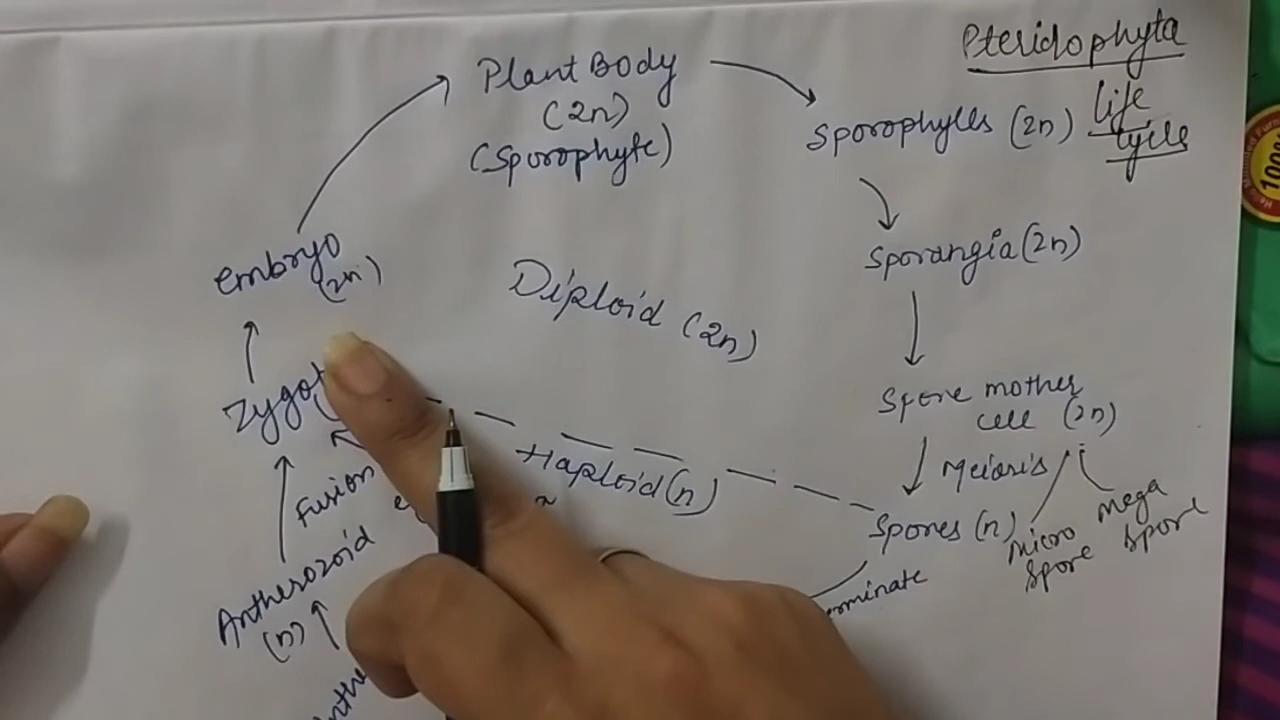 Pteridophyta
life
cycle
Plant Body
(2n)
(Sporophyte)
Sporophylls (2n)
Sporangia (2n)
Spore mother
cell (2n)
Meiosis
Spores (n)
micro
spore
mega
spore
embryo
(2n)
Diploid (2n)
Haploid (n)
Fusion
Antherozoid
(n)
100